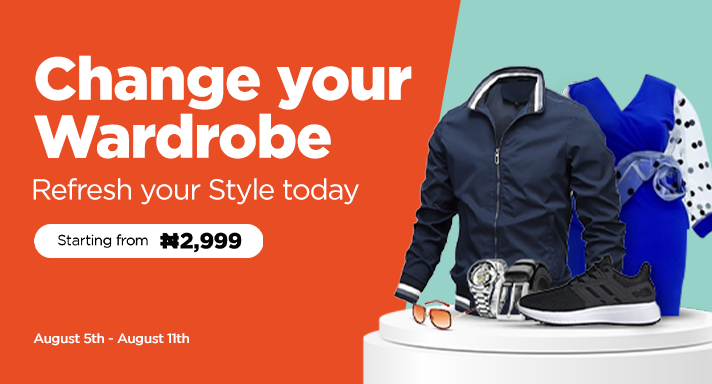 Change your
Wardrobe
Refresh your Style today
Starting from ₦2,999
August 5th - August 11th